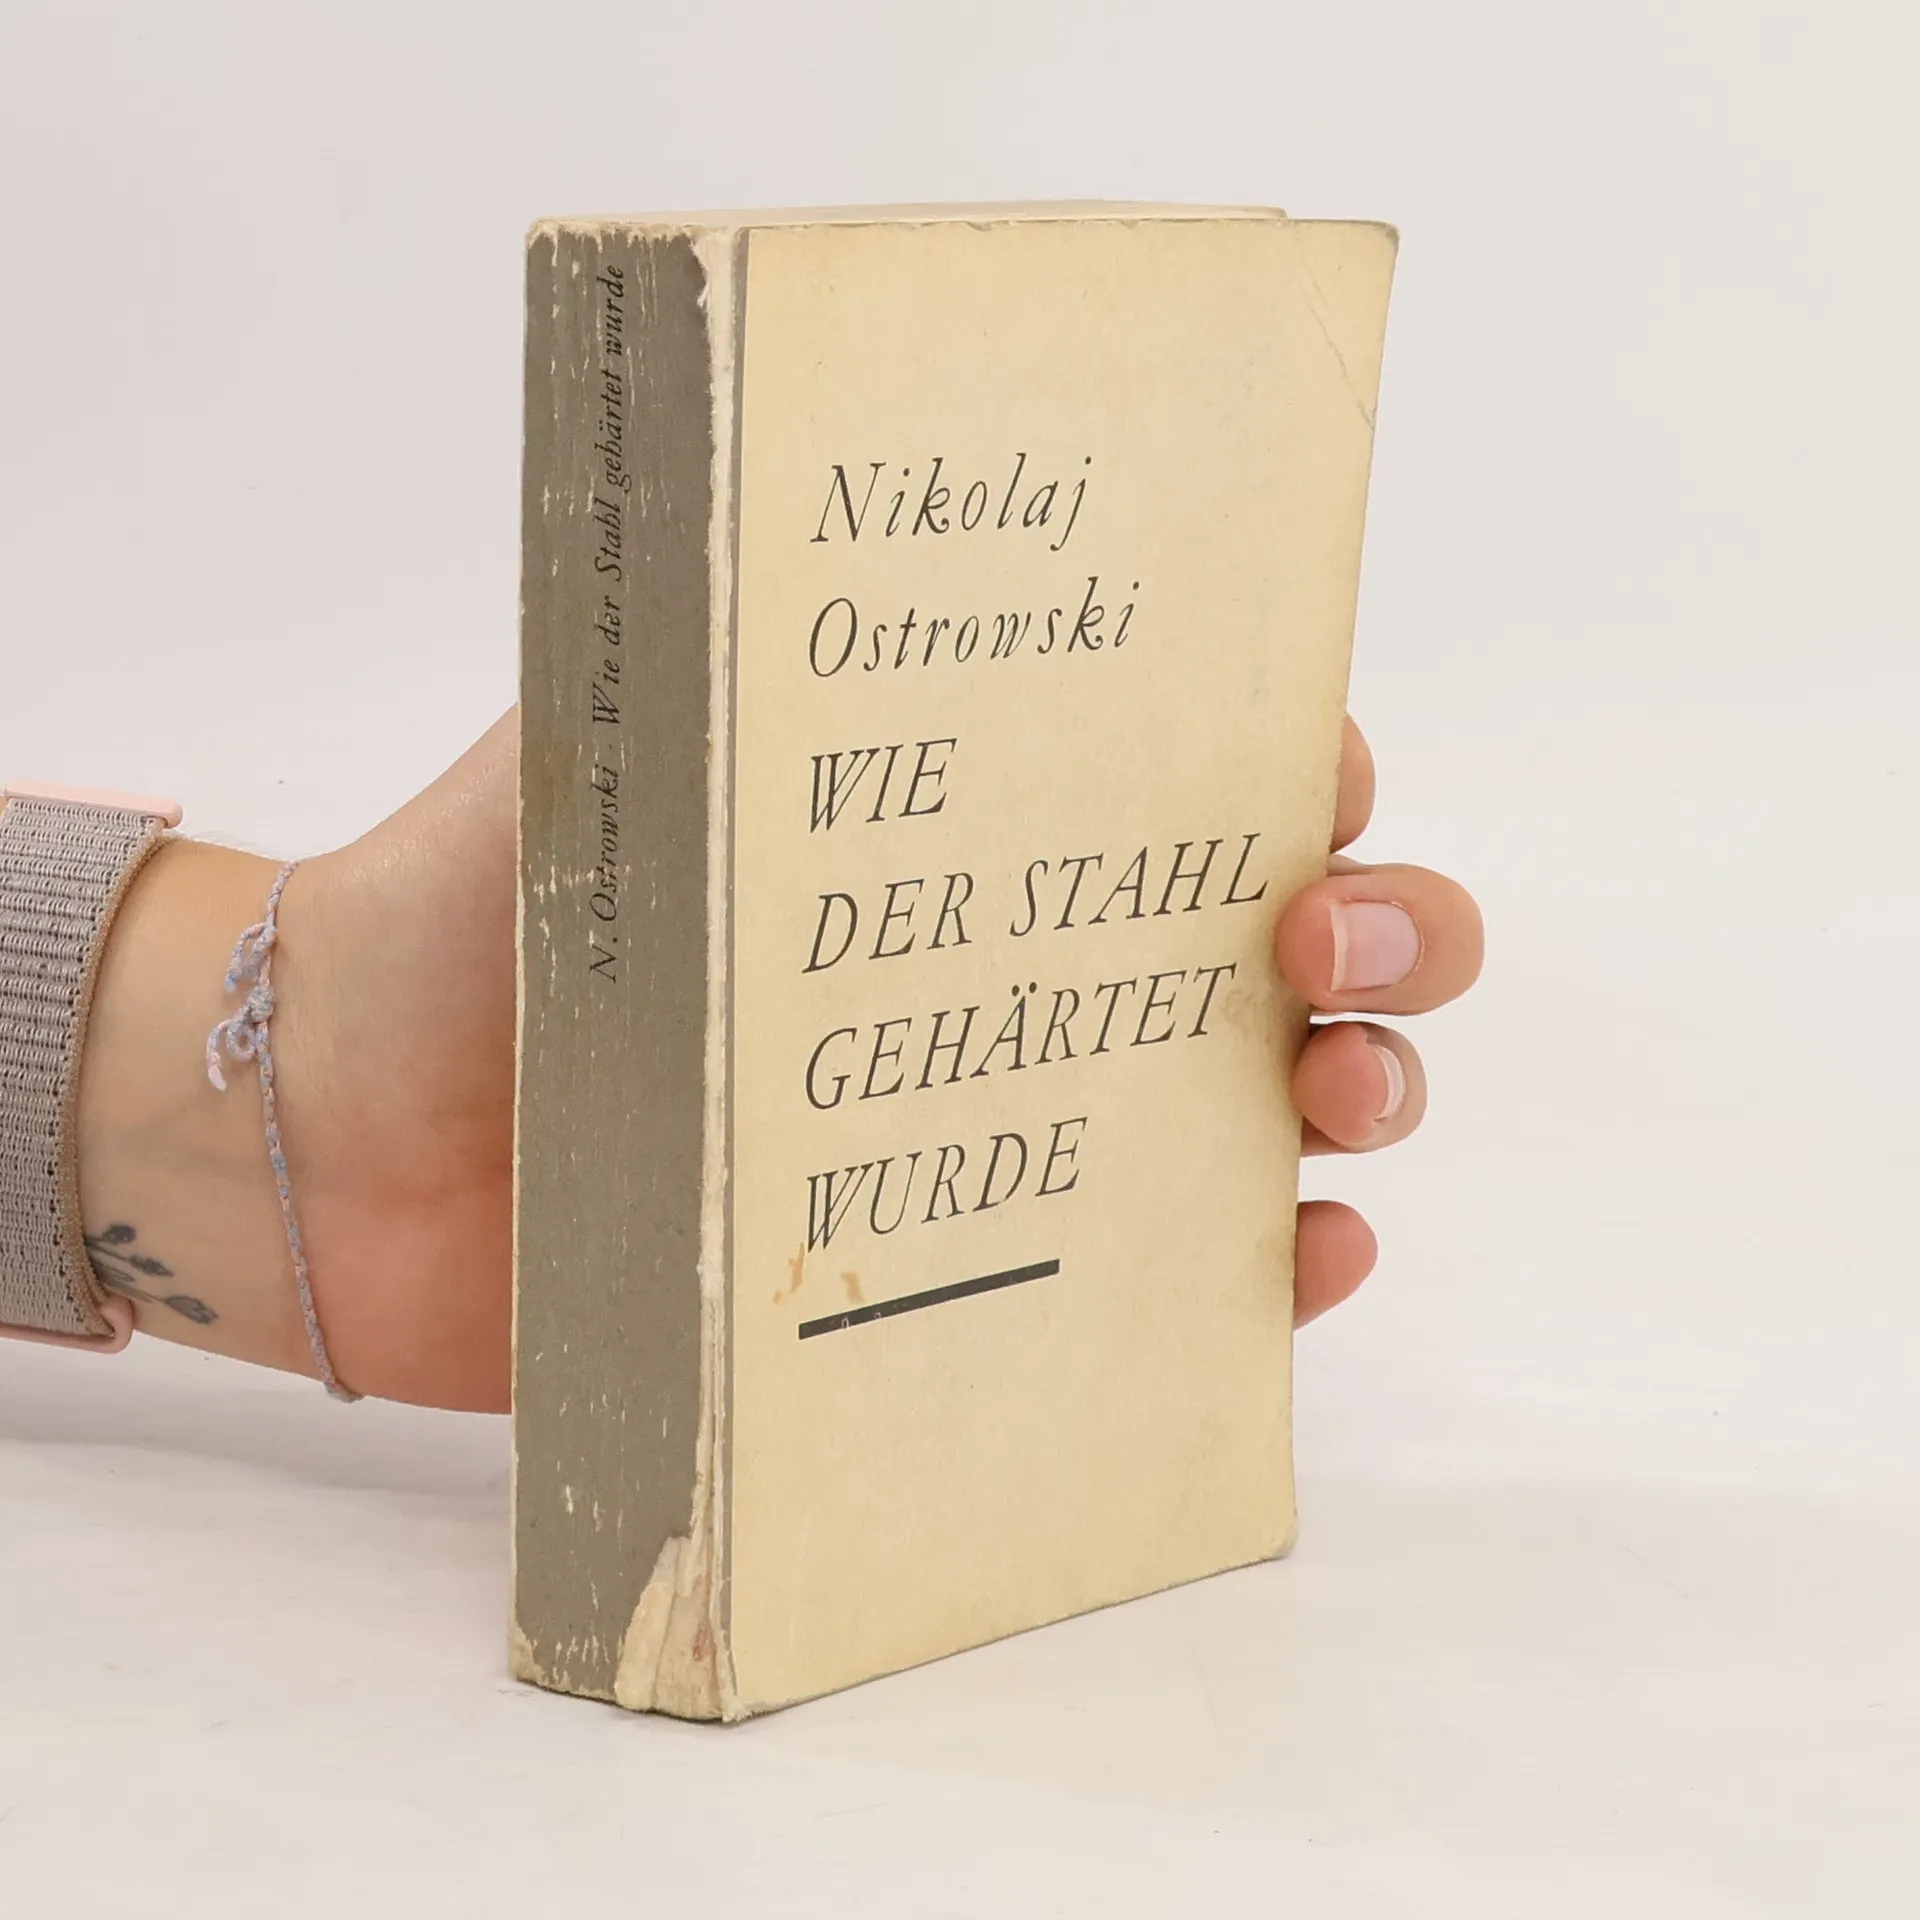 N. Ostrowski · Wie der Stahl gehärtet wurde
Nikolaj
Ostrowski
WIE
DER STAHL
GEHÄRTET
WURDE